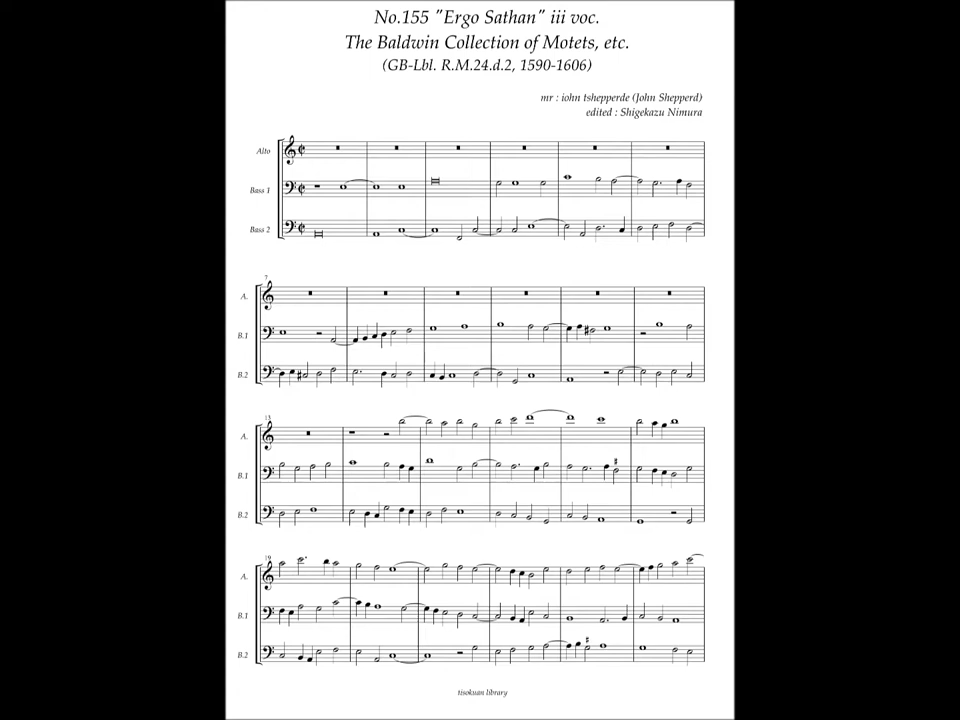 No.155 "Ergo Sathan" iii voc.
The Baldwin Collection of Motets, etc.
(GB-Lbl. R.M.24.d.2, 1590-1606)
mr : iohn tshepperde (John Shepperd)
edited : Shigekazu Nimura
Alto
Bass 1
Bass 2
7
A.
B.1
B.2
13
A.
B.1
B.2
19
A.
B.1
B.2
tisokuan library